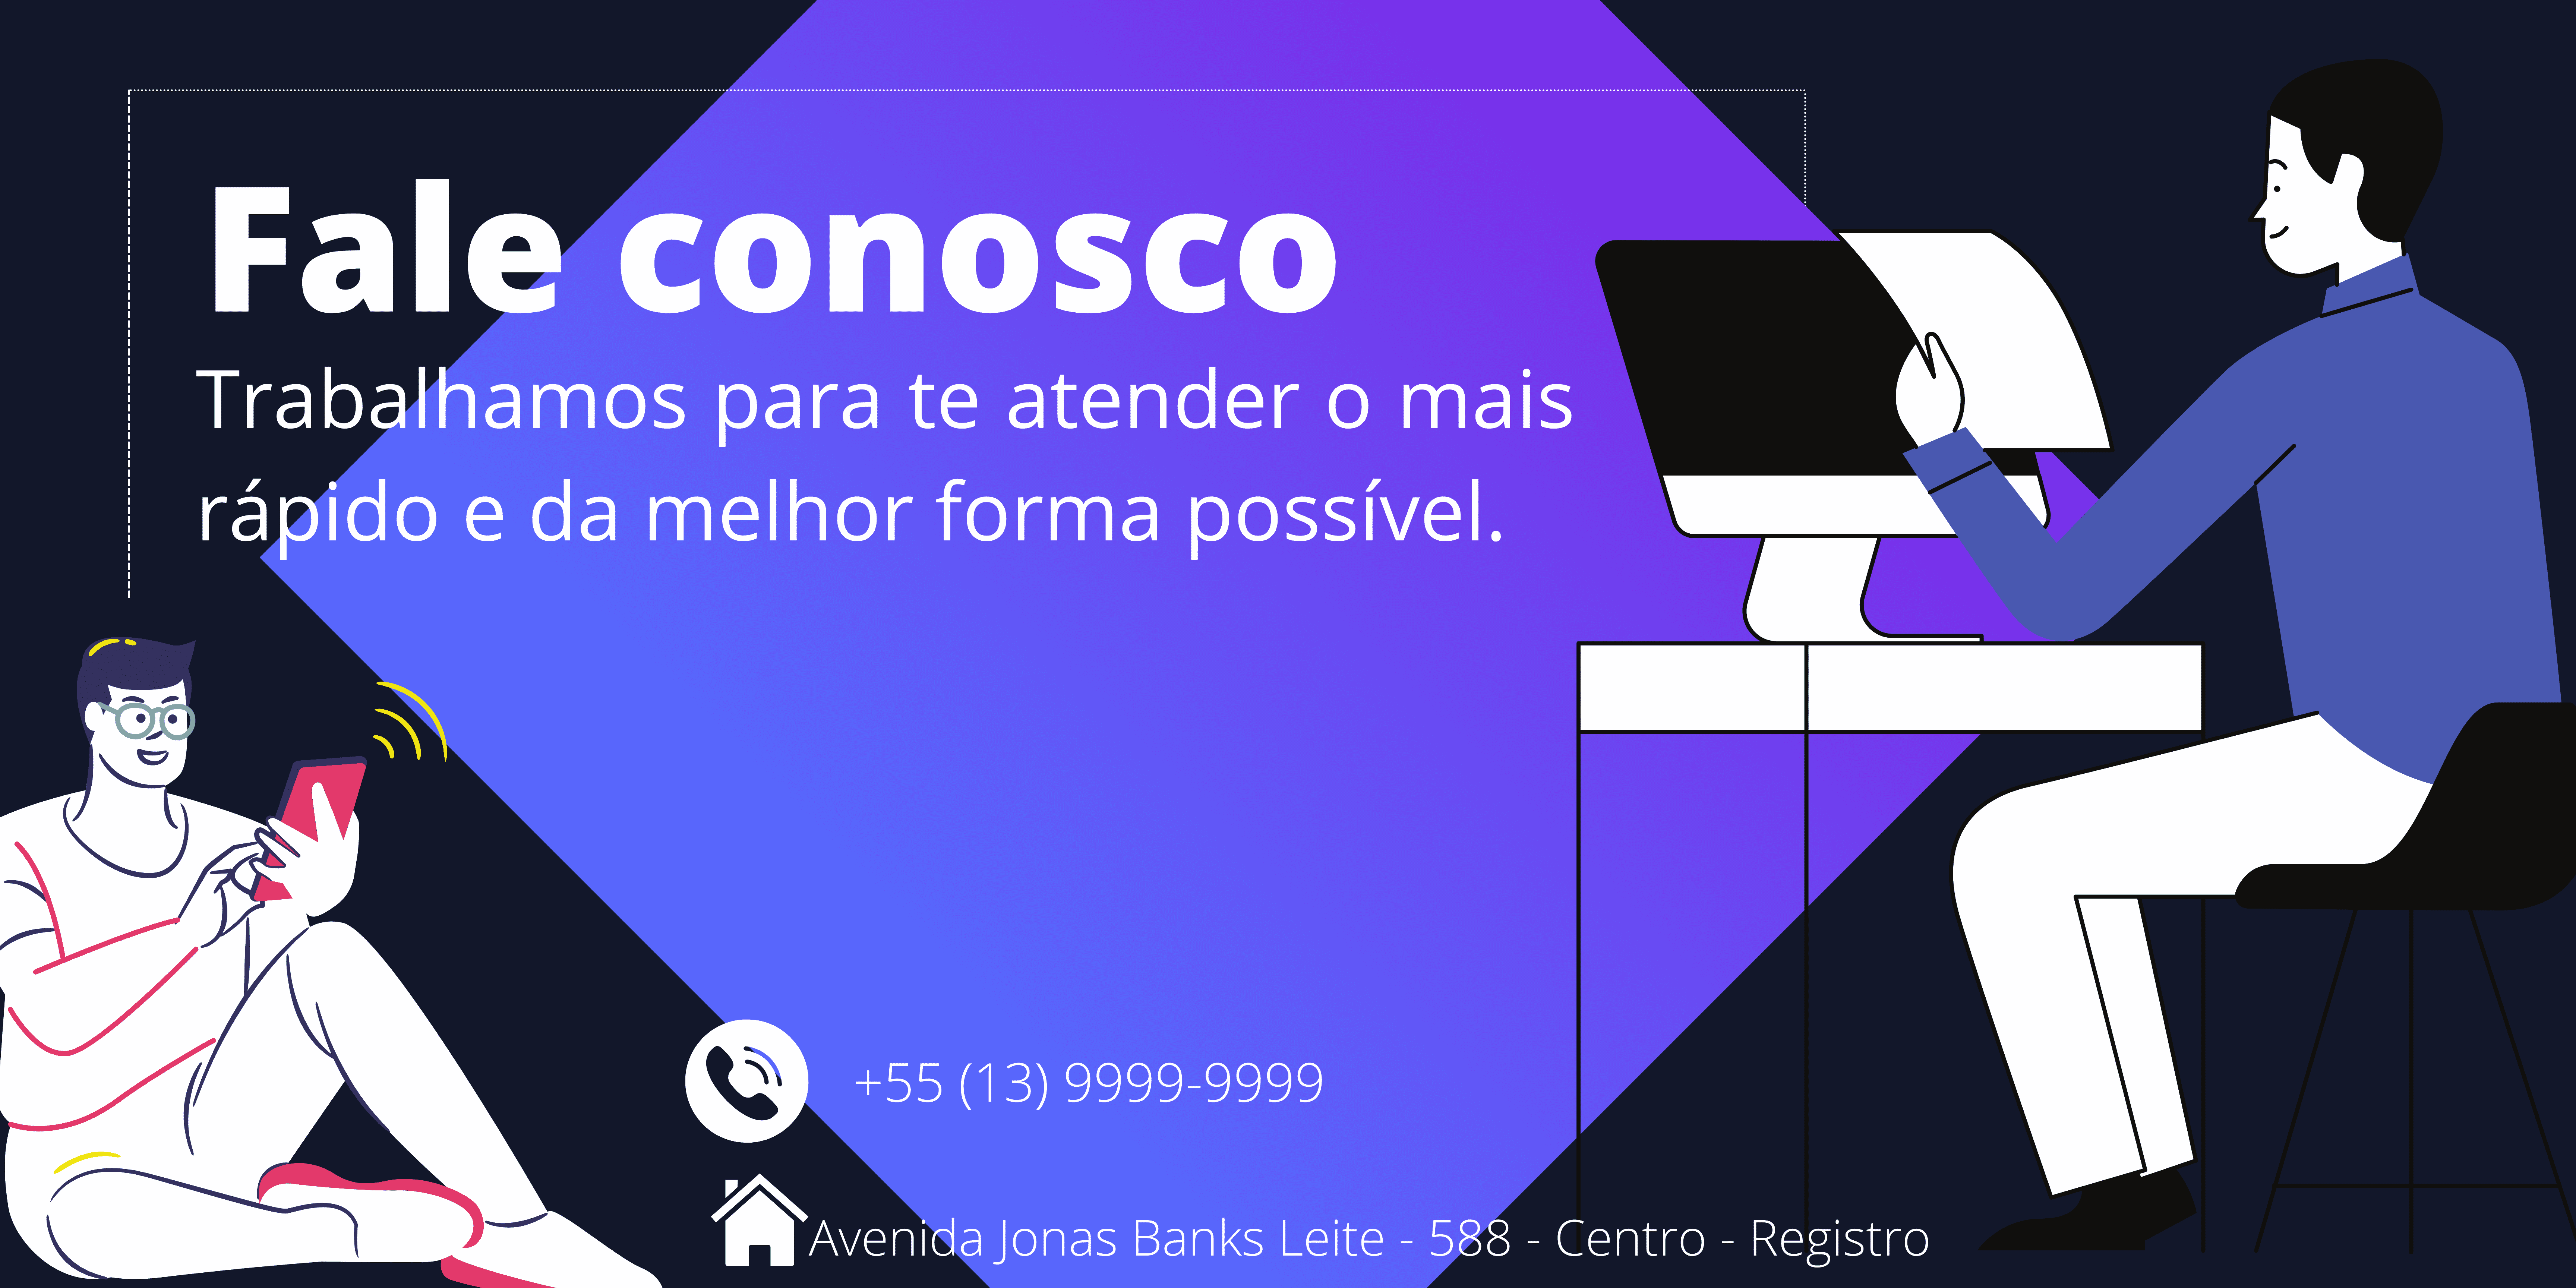 Fale conosco
Trabalhamos para te atender o mais
rápido e da melhor forma possível.
+55 (13) 9999-9999
Avenida Jonas Banks Leite - 588 - Centro - Registro